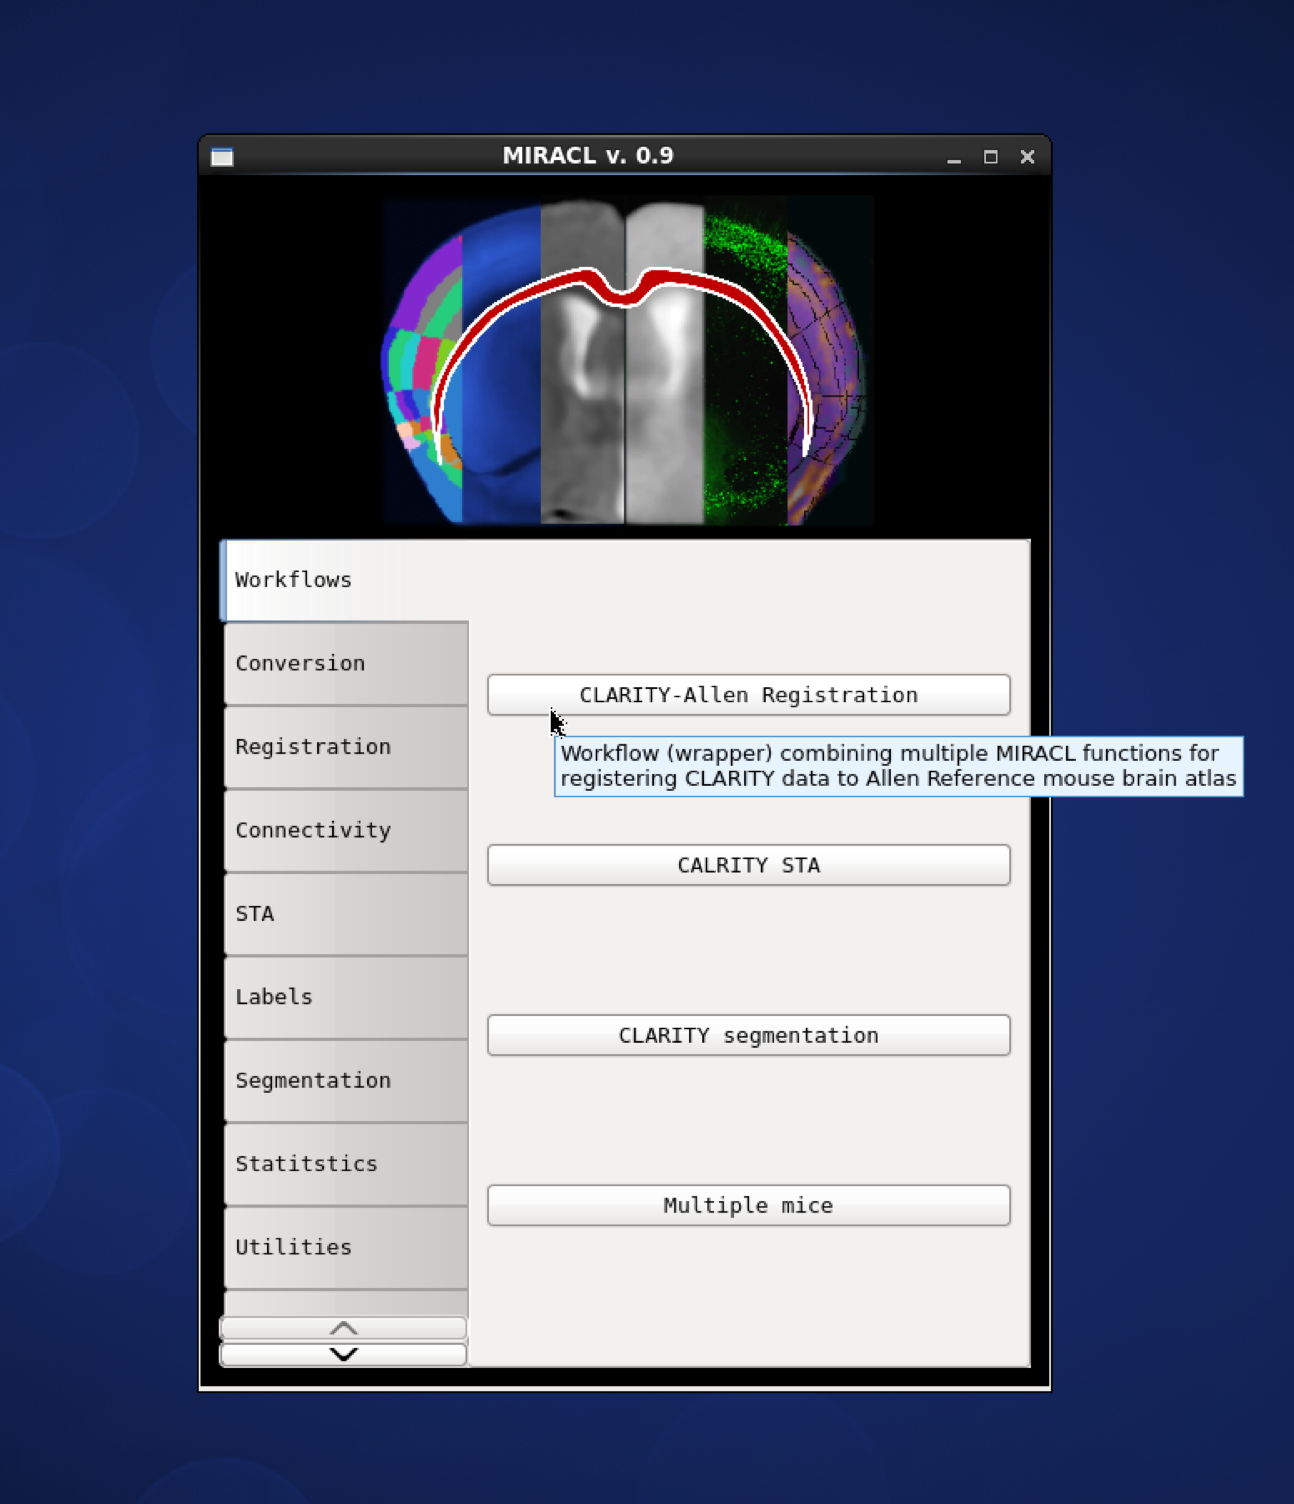 MIRACL v. 0.9
Workflows
Conversion
Registration
Connectivity
STA
Labels
Segmentation
Statitstics
Utilities
CLARITY-Allen Registration
Workflow (wrapper) combining multiple MIRACL functions for
registering CLARITY data to Allen Reference mouse brain atlas
CALRITY STA
CLARITY segmentation
Multiple mice